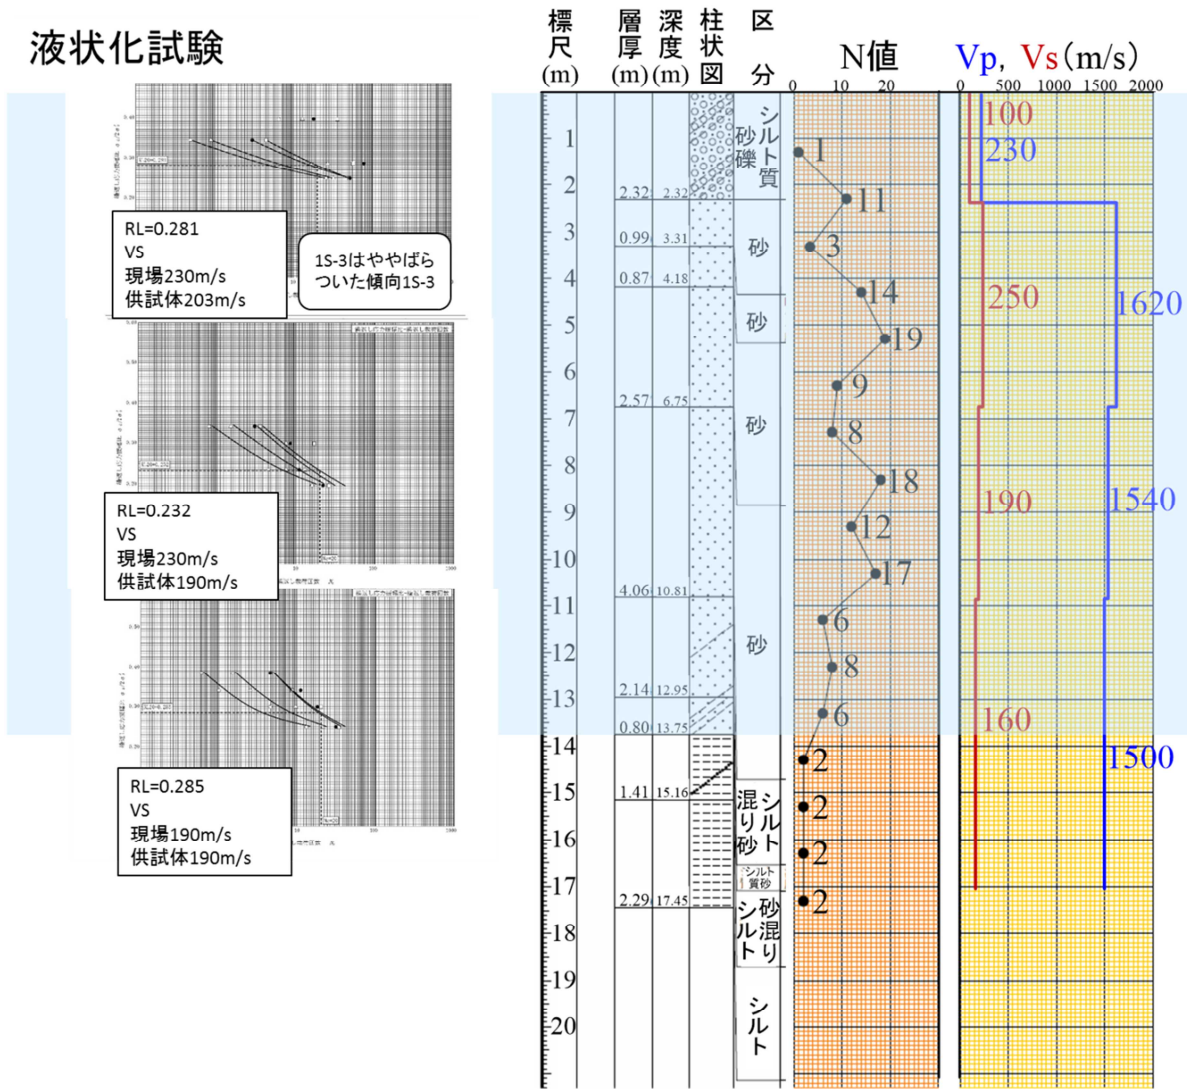 液状化試験
RL=0.281
VS
現場230m/s
供試体203m/s
1S-3はややばら
ついた傾向1S-3
RL=0.232
VS
現場230m/s
供試体190m/s
RL=0.285
VS
現場190m/s
供試体190m/s
標尺(m)
層厚(m)
深度(m)
柱状図
区分
N値
0 10 20
Vp, Vs(m/s)
0 500 1000 1500 2000
1
2
3
4
5
6
7
8
9
10
11
12
13
14
15
16
17
18
19
20
2.32 2.32
0.99 3.31
0.87 4.18
2.57 6.75
4.06 10.81
2.14 12.95
0.80 13.75
1.41 15.16
2.29 17.45
シルト質
砂礫
砂
砂
砂
砂
シルト
混り砂
シルト
質砂
砂混り
シルト
シルト
1
11
3
14
19
9
8
18
12
17
6
8
6
2
2
2
2
100
230
250
1620
190
1540
160
1500